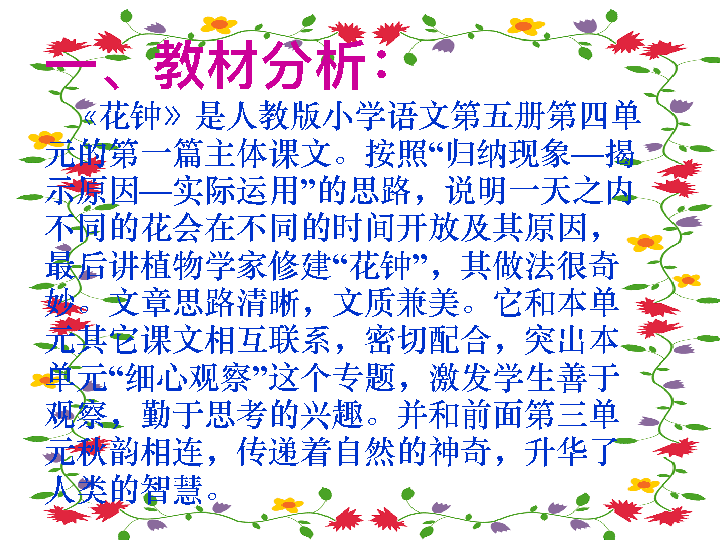 一、教材分析：
《花钟》是人教版小学语文第五册第四单
元的第一篇主体课文。按照“归纳现象—揭
示原因—实际运用”的思路，说明一天之内
不同的花会在不同的时间开放及其原因，
最后讲植物学家修建“花钟”，其做法很奇
妙。文章思路清晰，文质兼美。它和本单
元其它课文相互联系，密切配合，突出本
单元“细心观察”这个专题，激发学生善于
观察，勤于思考的兴趣。并和前面第三单
元秋韵相连，传递着自然的神奇，升华了
人类的智慧。